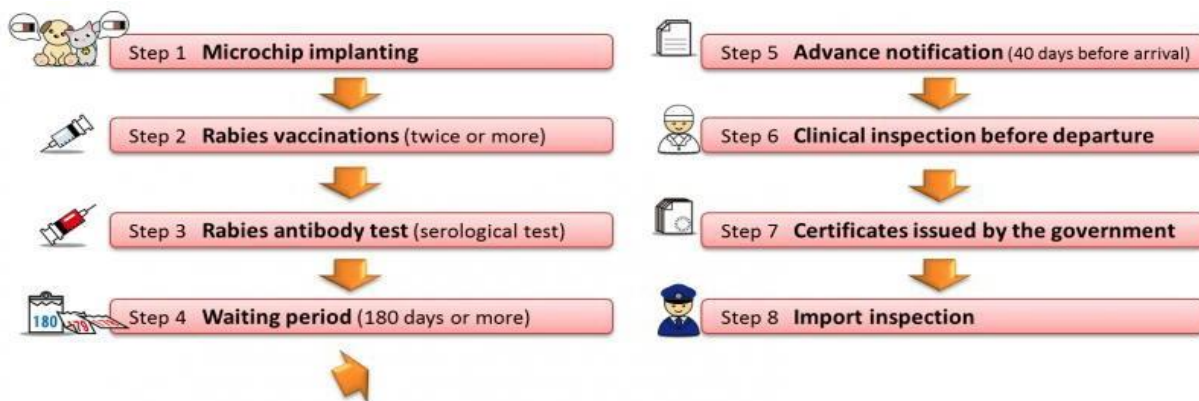 Step 1 Microchip implanting
Step 2 Rabies vaccinations (twice or more)
Step 3 Rabies antibody test (serological test)
180 179
Step 4 Waiting period (180 days or more)
Step 5 Advance notification (40 days before arrival)
Step 6 Clinical inspection before departure
Step 7 Certificates issued by the government
Step 8 Import inspection